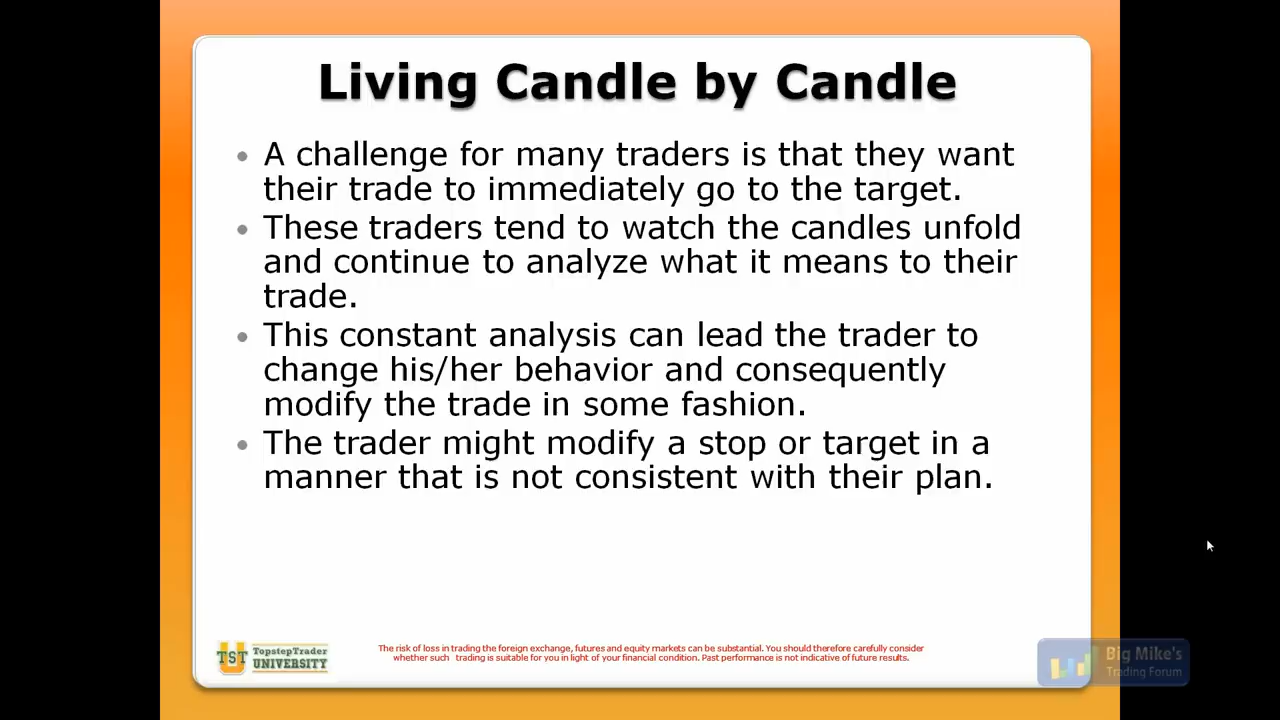 Living Candle by Candle
• A challenge for many traders is that they want
their trade to immediately go to the target.
• These traders tend to watch the candles unfold
and continue to analyze what it means to their
trade.
• This constant analysis can lead the trader to
change his/her behavior and consequently
modify the trade in some fashion.
• The trader might modify a stop or target in a
manner that is not consistent with their plan.
U
TST
TopstepTrader
UNIVERSITY
The risk of loss in trading the foreign exchange, futures and equity markets can be substantial. You should therefore carefully consider
whether such trading is suitable for you in light of your financial condition. Past performance is not indicative of future results.
Big Mike's
Trading Forum